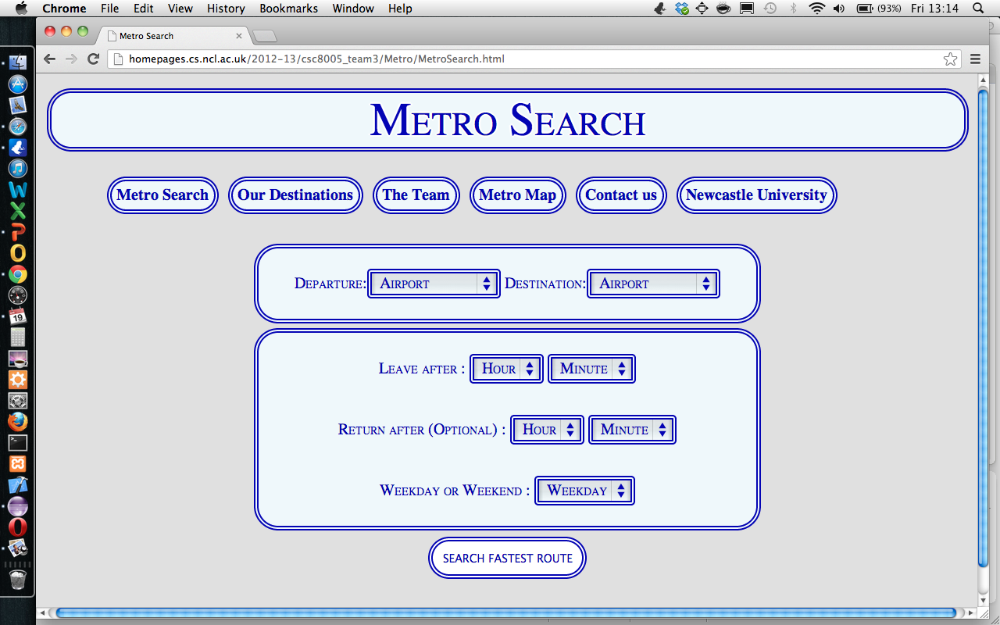 Chrome File Edit View History Bookmarks Window Help (93%) Fri 13:14
Metro Search
homepages.cs.ncl.ac.uk/2012-13/csc8005_team3/Metro/MetroSearch.html
Metro Search
Metro Search Our Destinations The Team Metro Map Contact us Newcastle University
Departure: Airport Destination: Airport
Leave after : Hour Minute
Return after (Optional) : Hour Minute
Weekday or Weekend : Weekday
SEARCH FASTEST ROUTE
19